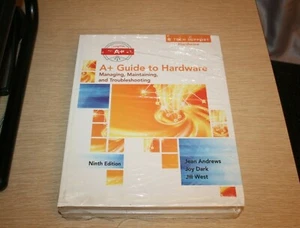 A+
A+ Guide to Hardware
Managing, Maintaining,
and Troubleshooting
Ninth Edition
Jean Andrews
Joy Dark
Jill West